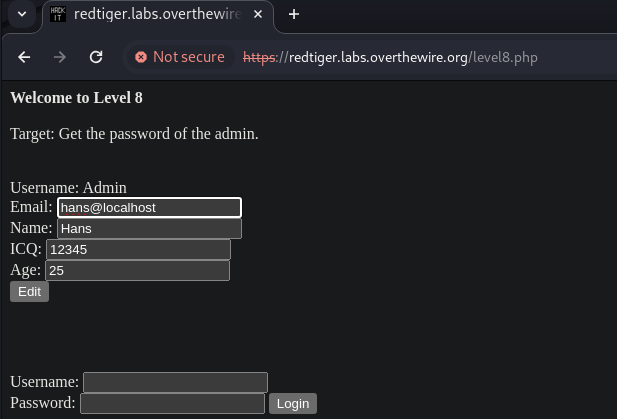 HACK
IT
redtiger.labs.overthewire
Not secure https://redtiger.labs.overthewire.org/level8.php
Welcome to Level 8
Target: Get the password of the admin.
Username: Admin
Email: hans@localhost
Name: Hans
ICQ: 12345
Age: 25
Edit
Username:
Password: Login